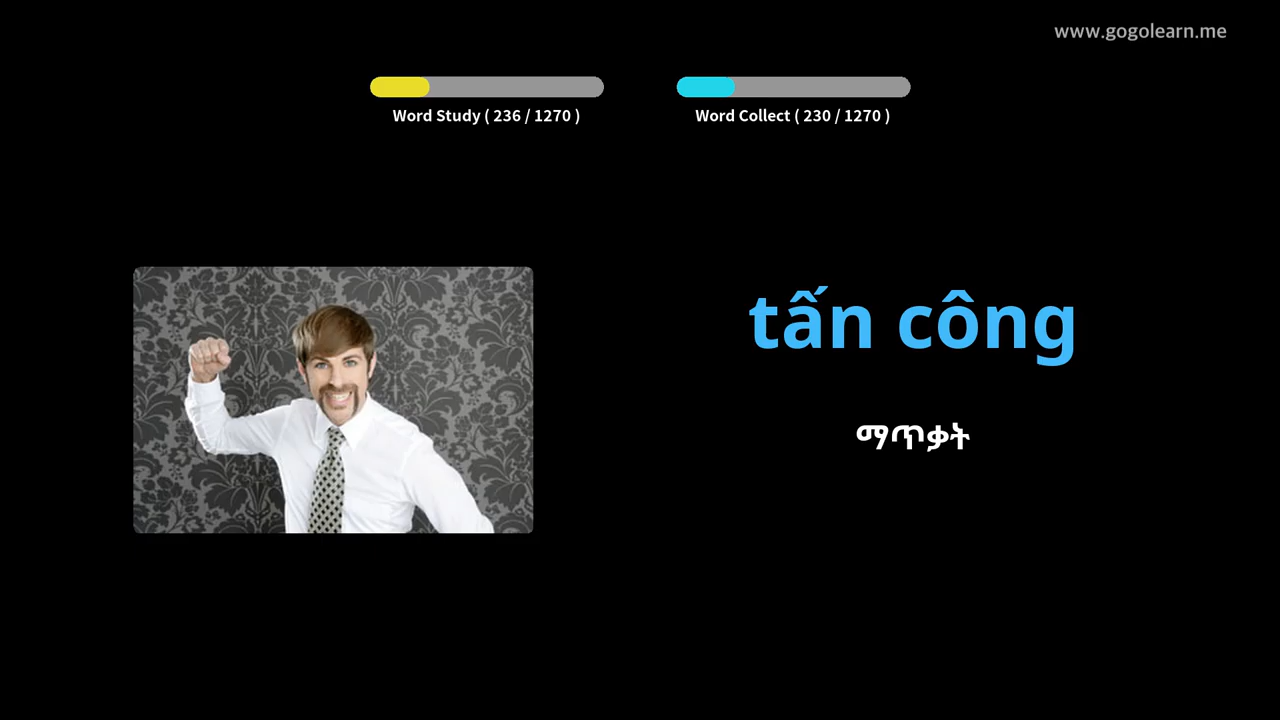 www.gogolearn.me
Word Study ( 236 / 1270 )
Word Collect ( 230 / 1270 )
tấn công
ማጥቃት